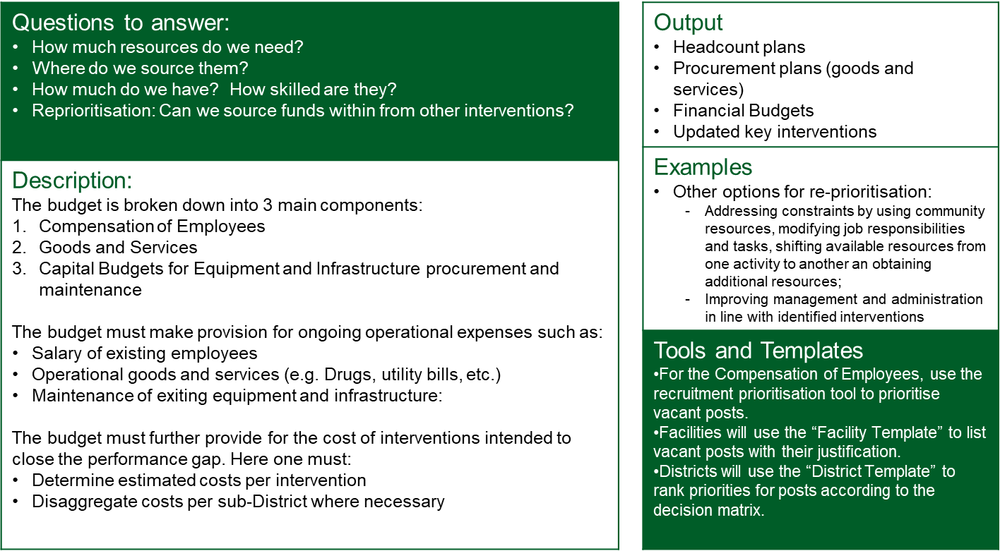 Questions to answer:
• How much resources do we need?
• Where do we source them?
• How much do we have?  How skilled are they?
• Reprioritisation: Can we source funds within from other interventions?
Description:
The budget is broken down into 3 main components:
1. Compensation of Employees
2. Goods and Services
3. Capital Budgets for Equipment and Infrastructure procurement and
maintenance
The budget must make provision for ongoing operational expenses such as:
• Salary of existing employees
• Operational goods and services (e.g. Drugs, utility bills, etc.)
• Maintenance of exiting equipment and infrastructure:
The budget must further provide for the cost of interventions intended to
close the performance gap. Here one must:
• Determine estimated costs per intervention
• Disaggregate costs per sub-District where necessary
Output
• Headcount plans
• Procurement plans (goods and
services)
• Financial Budgets
• Updated key interventions
Examples
• Other options for re-prioritisation:
- Addressing constraints by using community
resources, modifying job responsibilities
and tasks, shifting available resources from
one activity to another an obtaining
additional resources;
- Improving management and administration
in line with identified interventions
Tools and Templates
•For the Compensation of Employees, use the
recruitment prioritisation tool to prioritise
vacant posts.
•Facilities will use the “Facility Template” to list
vacant posts with their justification.
•Districts will use the “District Template” to
rank priorities for posts according to the
decision matrix.